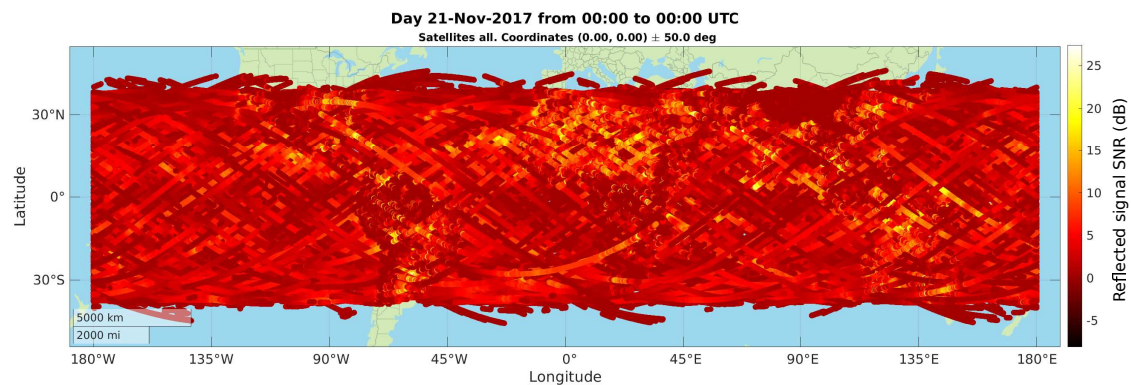 Day 21-Nov-2017 from 00:00 to 00:00 UTC
Satellites all. Coordinates (0.00, 0.00) ± 50.0 deg
30°N
0°
30°S
Latitude
5000 km
2000 mi
180°W
135°W
90°W
45°W
0°
45°E
90°E
135°E
180°E
Longitude
25
20
15
10
5
0
-5
Reflected signal SNR (dB)